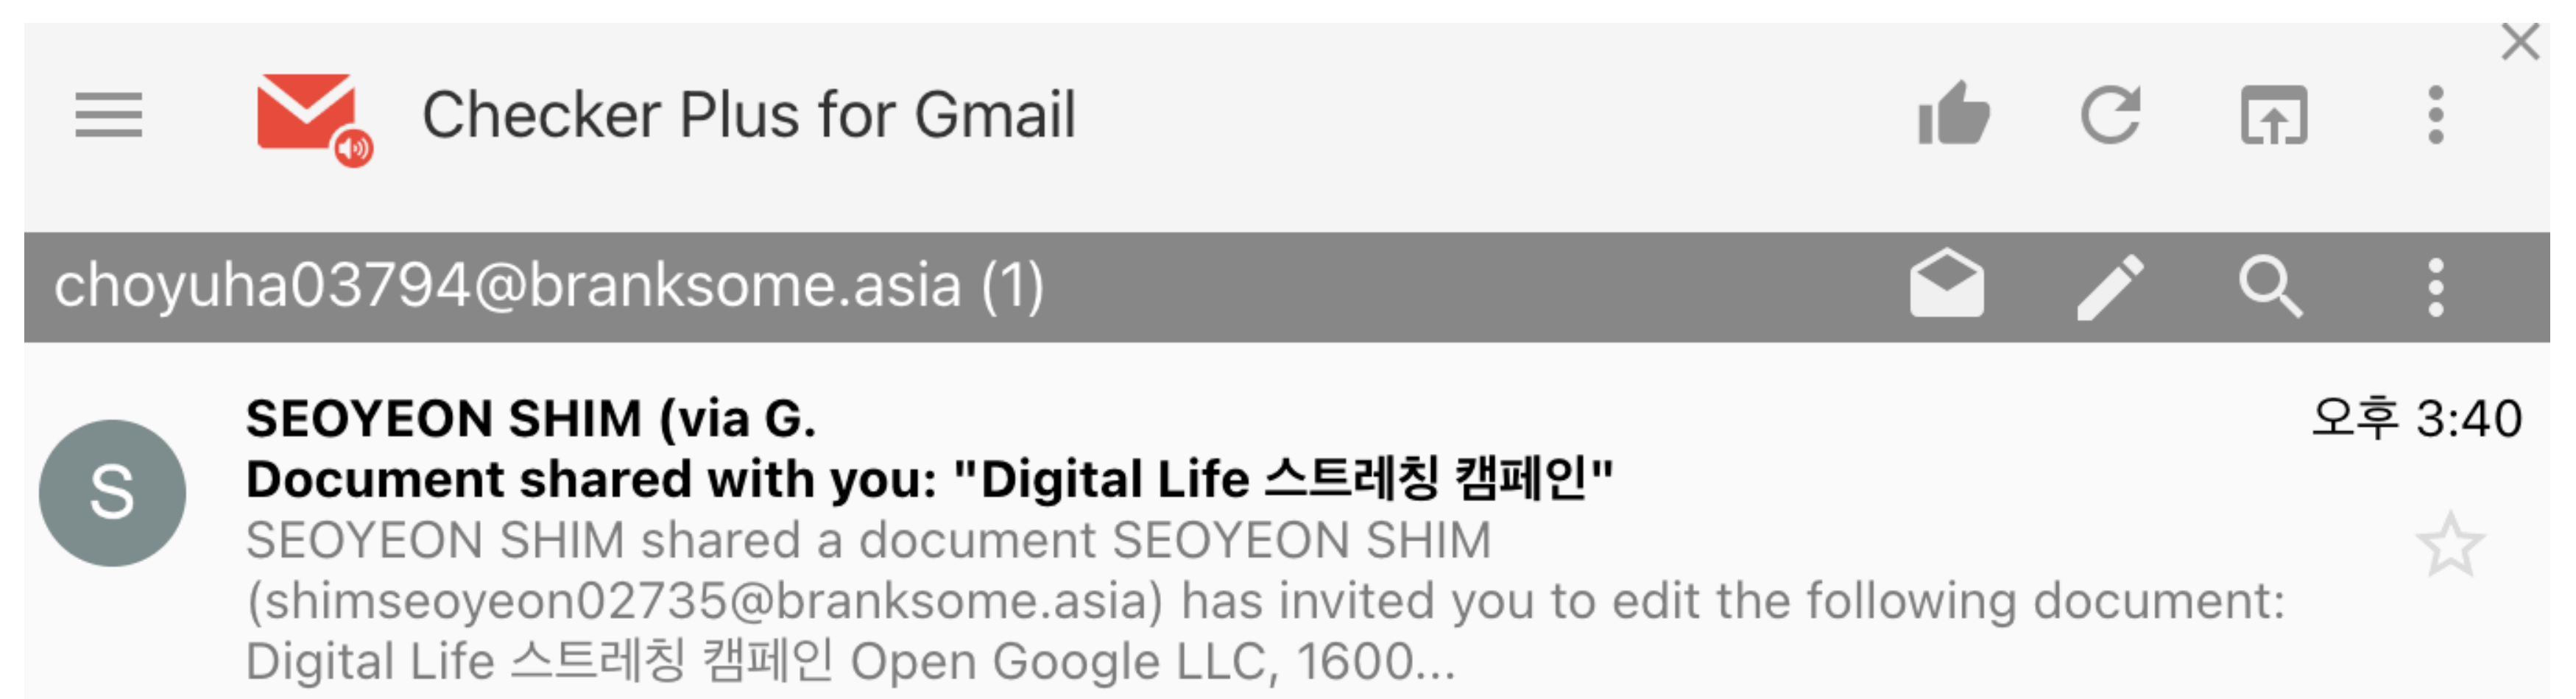 Checker Plus for Gmail
choyuha03794@branksome.asia (1)
SEOYEON SHIM (via G.
오후 3:40
Document shared with you: "Digital Life 스트레칭 캠페인"
S
SEOYEON SHIM shared a document SEOYEON SHIM
(shimseoyeon02735@branksome.asia) has invited you to edit the following document:
Digital Life 스트레칭 캠페인 Open Google LLC, 1600...